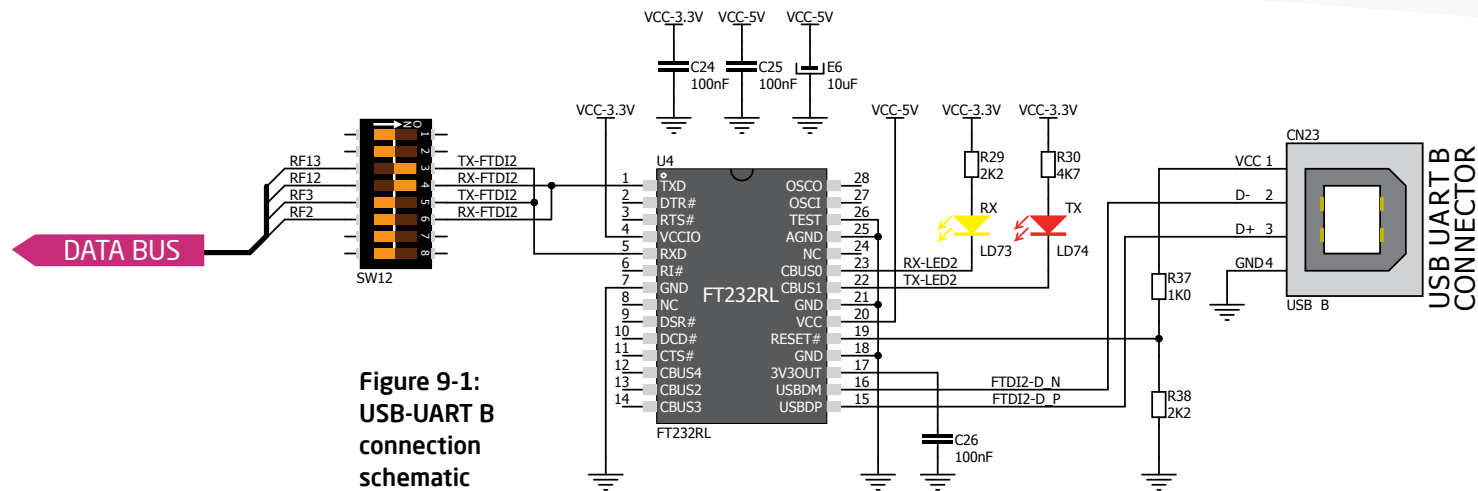 VCC-3.3V
VCC-5V
VCC-5V
C24
100nF
C25
100nF
E6
10uF
VCC-3.3V
VCC-5V
VCC-3.3V
VCC-3.3V
ON
1
2
3
4
5
6
7
8
SW12
RF13
RF12
RF3
RF2
DATA BUS
TX-FTDI2
RX-FTDI2
TX-FTDI2
RX-FTDI2
U4
1 TXD
2 DTR#
3 RTS#
4 VCCIO
5 RXD
6 RI#
7 GND
8 NC
9 DSR#
10 DCD#
11 CTS#
12 CBUS4
13 CBUS2
14 CBUS3
FT232RL
OSCO 28
OSCI 27
TEST 26
AGND 25
NC 24
CBUS0 23
CBUS1 22
GND 21
VCC 20
RESET# 19
GND 18
3V3OUT 17
USBDM 16
USBDP 15
FT232RL
RX-LED2
TX-LED2
R29
2K2
R30
4K7
RX
LD73
TX
LD74
FTDI2-D_N
FTDI2-D_P
C26
100nF
R37
1K0
R38
2K2
CN23
VCC 1
D- 2
D+ 3
GND 4
USB B
USB UART B
CONNECTOR
Figure 9-1:
USB-UART B
connection
schematic